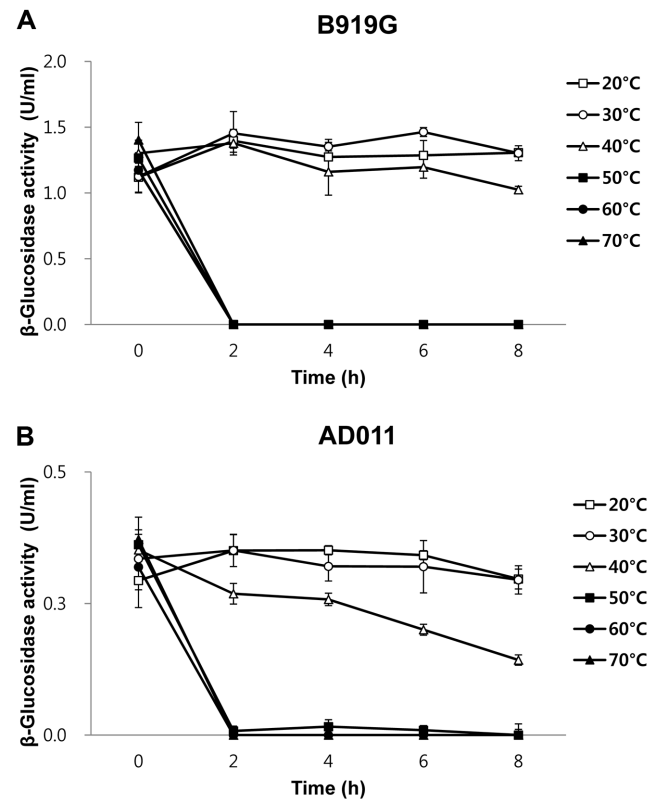 A
B919G
β-Glucosidase activity (U/ml)
2.0
1.5
1.0
0.5
0.0
0 2 4 6 8
Time (h)
20°C
30°C
40°C
50°C
60°C
70°C
B
AD011
β-Glucosidase activity (U/ml)
0.5
0.3
0.0
0 2 4 6 8
Time (h)
20°C
30°C
40°C
50°C
60°C
70°C